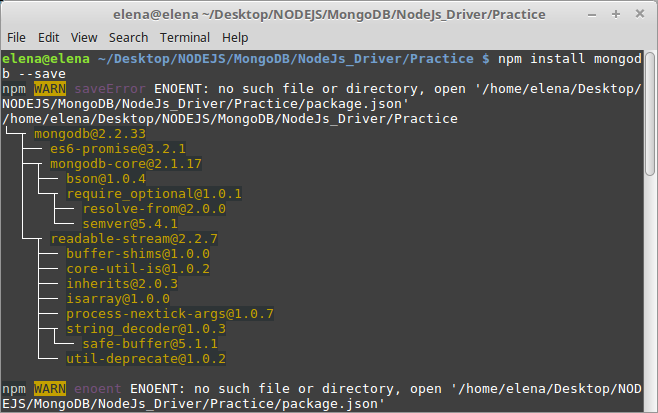 elena@elena ~/Desktop/NODEJS/MongoDB/NodeJs_Driver/Practice
File Edit View Search Terminal Help
elena@elena ~/Desktop/NODEJS/MongoDB/NodeJs_Driver/Practice $ npm install mongod
b --save
npm WARN saveError ENOENT: no such file or directory, open '/home/elena/Desktop/
NODEJS/MongoDB/NodeJs_Driver/Practice/package.json'
/home/elena/Desktop/NODEJS/MongoDB/NodeJs_Driver/Practice
└─┬ mongodb@2.2.33
  ├── es6-promise@3.2.1
  ├─┬ mongodb-core@2.1.17
  │ ├── bson@1.0.4
  │ └─┬ require_optional@1.0.1
  │   ├── resolve-from@2.0.0
  │   └── semver@5.4.1
  └─┬ readable-stream@2.2.7
    ├── buffer-shims@1.0.0
    ├── core-util-is@1.0.2
    ├── inherits@2.0.3
    ├── isarray@1.0.0
    ├── process-nextick-args@1.0.7
    ├─┬ string_decoder@1.0.3
    │ └── safe-buffer@5.1.1
    └── util-deprecate@1.0.2
npm WARN enoent ENOENT: no such file or directory, open '/home/elena/Desktop/NOD
EJS/MongoDB/NodeJs_Driver/Practice/package.json'